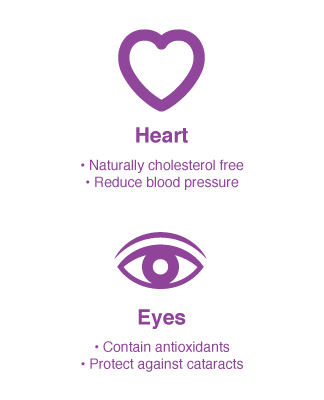 Heart
• Naturally cholesterol free
• Reduce blood pressure
Eyes
• Contain antioxidants
• Protect against cataracts